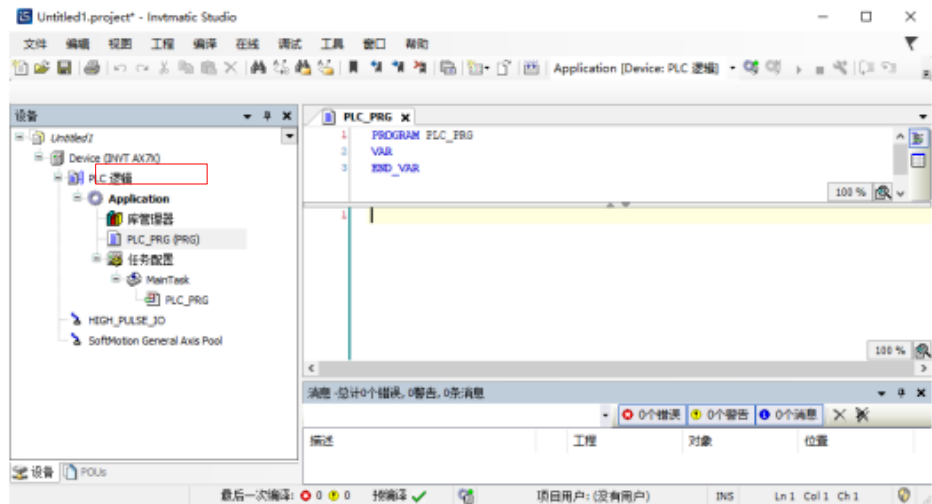 Untitled1.project* - Invtmatic Studio
文件 编辑 视图 工程 编译 在线 调试 工具 窗口 帮助
Application [Device: PLC 逻辑]
设备
PLC_PRG
Untitled1
Device (INVT AX7X)
PLC 逻辑
Application
库管理器
PLC_PRG (PRG)
任务配置
MainTask
PLC_PRG
HIGH_PULSE_IO
SoftMotion General Axis Pool
1 PROGRAM PLC_PRG
2 VAR
3 END_VAR
100 %
1
100 %
消息 -总计0个错误, 0警告, 0条消息
0个错误 0个警告 0个消息
描述 工程 对象 位置
设备 POUs
最后一次编译: 0 0 预编译 项目用户: (没有用户) INS Ln 1 Col 1 Ch 1